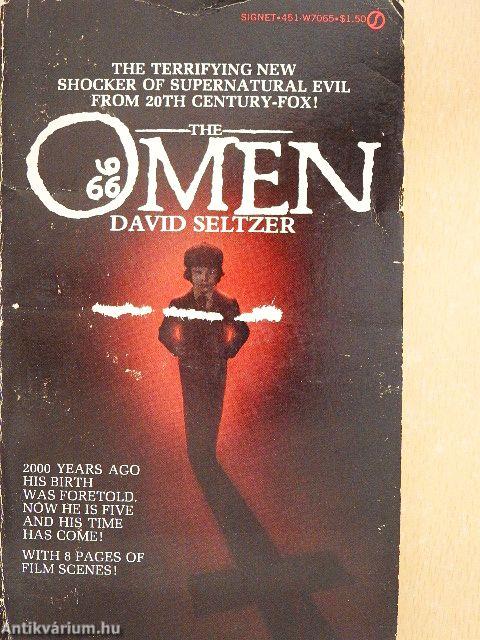 SIGNET•451-W7065•$1.50
THE TERRIFYING NEW
SHOCKER OF SUPERNATURAL EVIL
FROM 20TH CENTURY-FOX!
THE
OMEN
666
DAVID SELTZER
2000 YEARS AGO
HIS BIRTH
WAS FORETOLD.
NOW HE IS FIVE
AND HIS TIME
HAS COME!
WITH 8 PAGES OF
FILM SCENES!
Antikvárium.hu